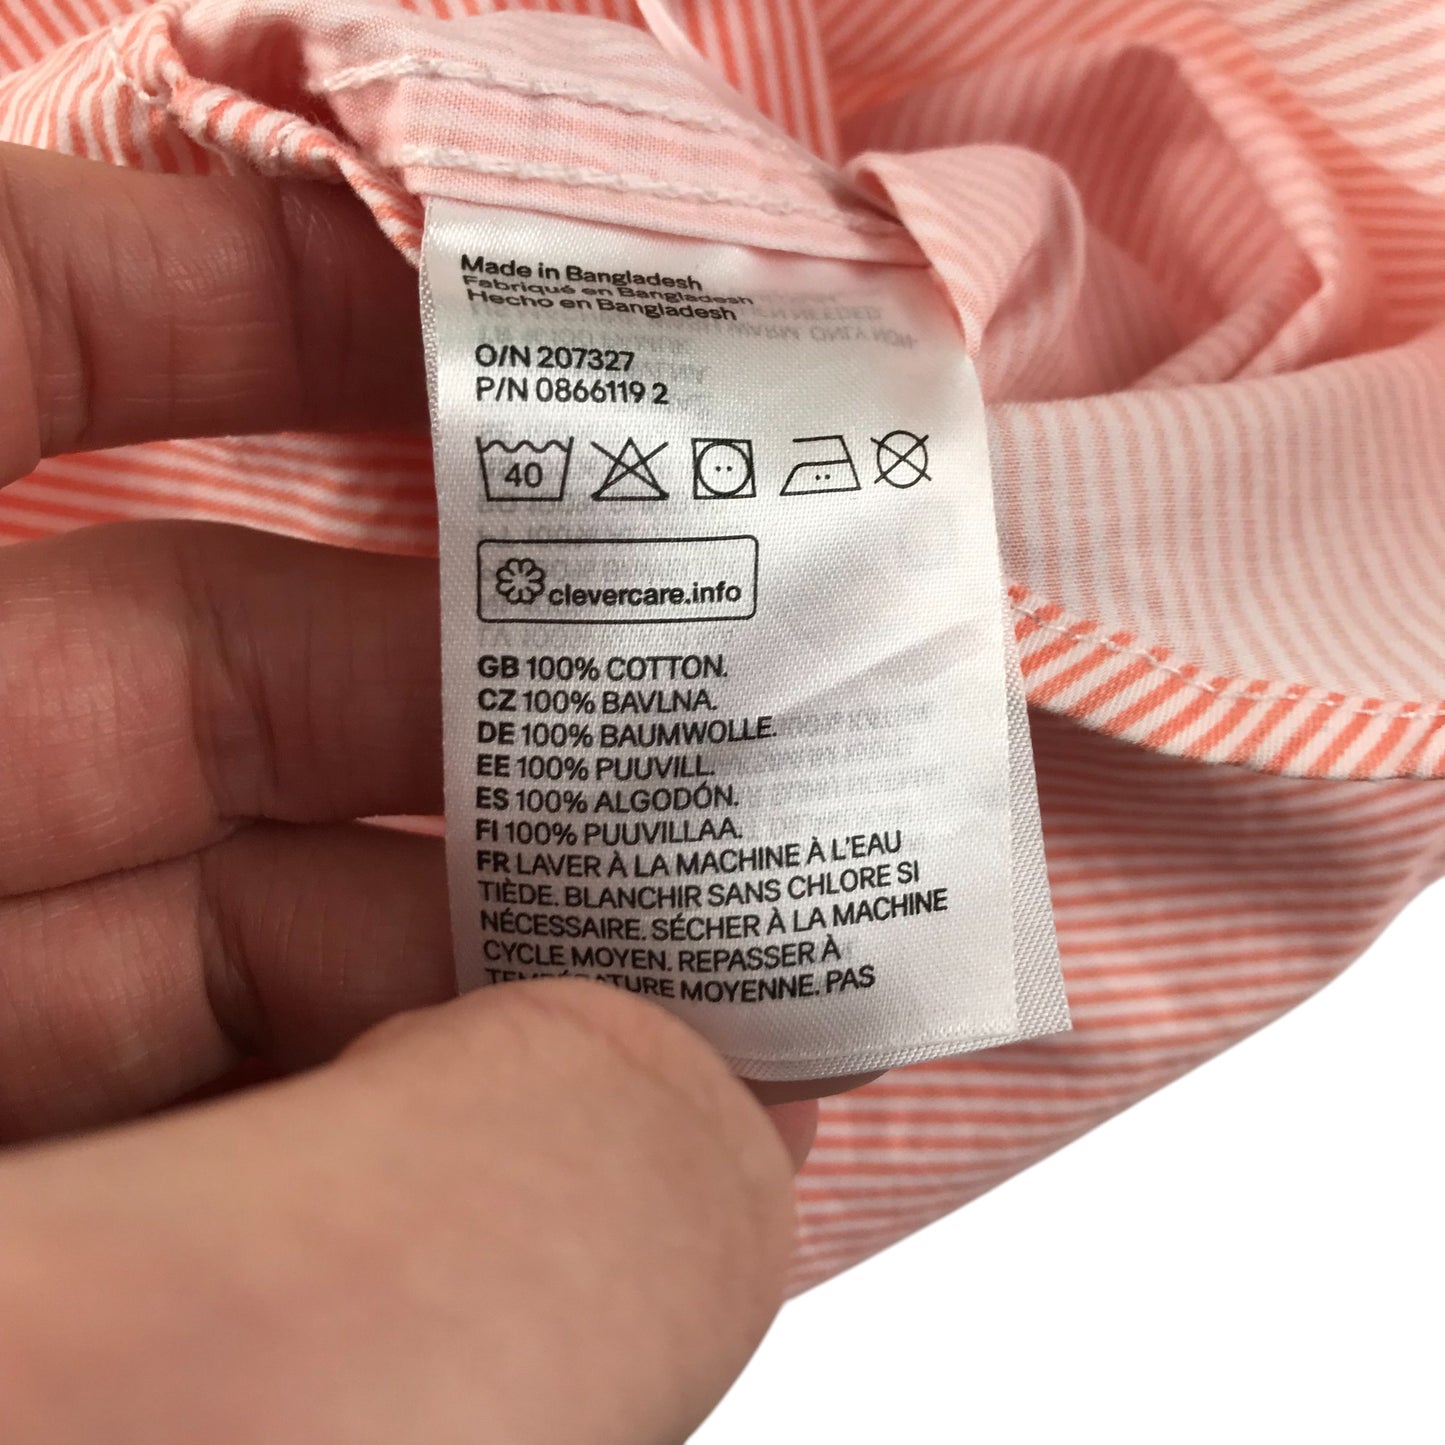 Made in Bangladesh
Fabriqué en Bangladesh
Hecho en Bangladesh
O/N 207327
P/N 0866119 2
40
clevercare.info
GB 100% COTTON.
CZ 100% BAVLNA.
DE 100% BAUMWOLLE.
EE 100% PUUVILL.
ES 100% ALGODÓN.
FI 100% PUUVILLAA.
FR LAVER À LA MACHINE À L'EAU
TIÈDE. BLANCHIR SANS CHLORE SI
NÉCESSAIRE. SÉCHER À LA MACHINE
CYCLE MOYEN. REPASSER À
TEMPÉRATURE MOYENNE. PAS